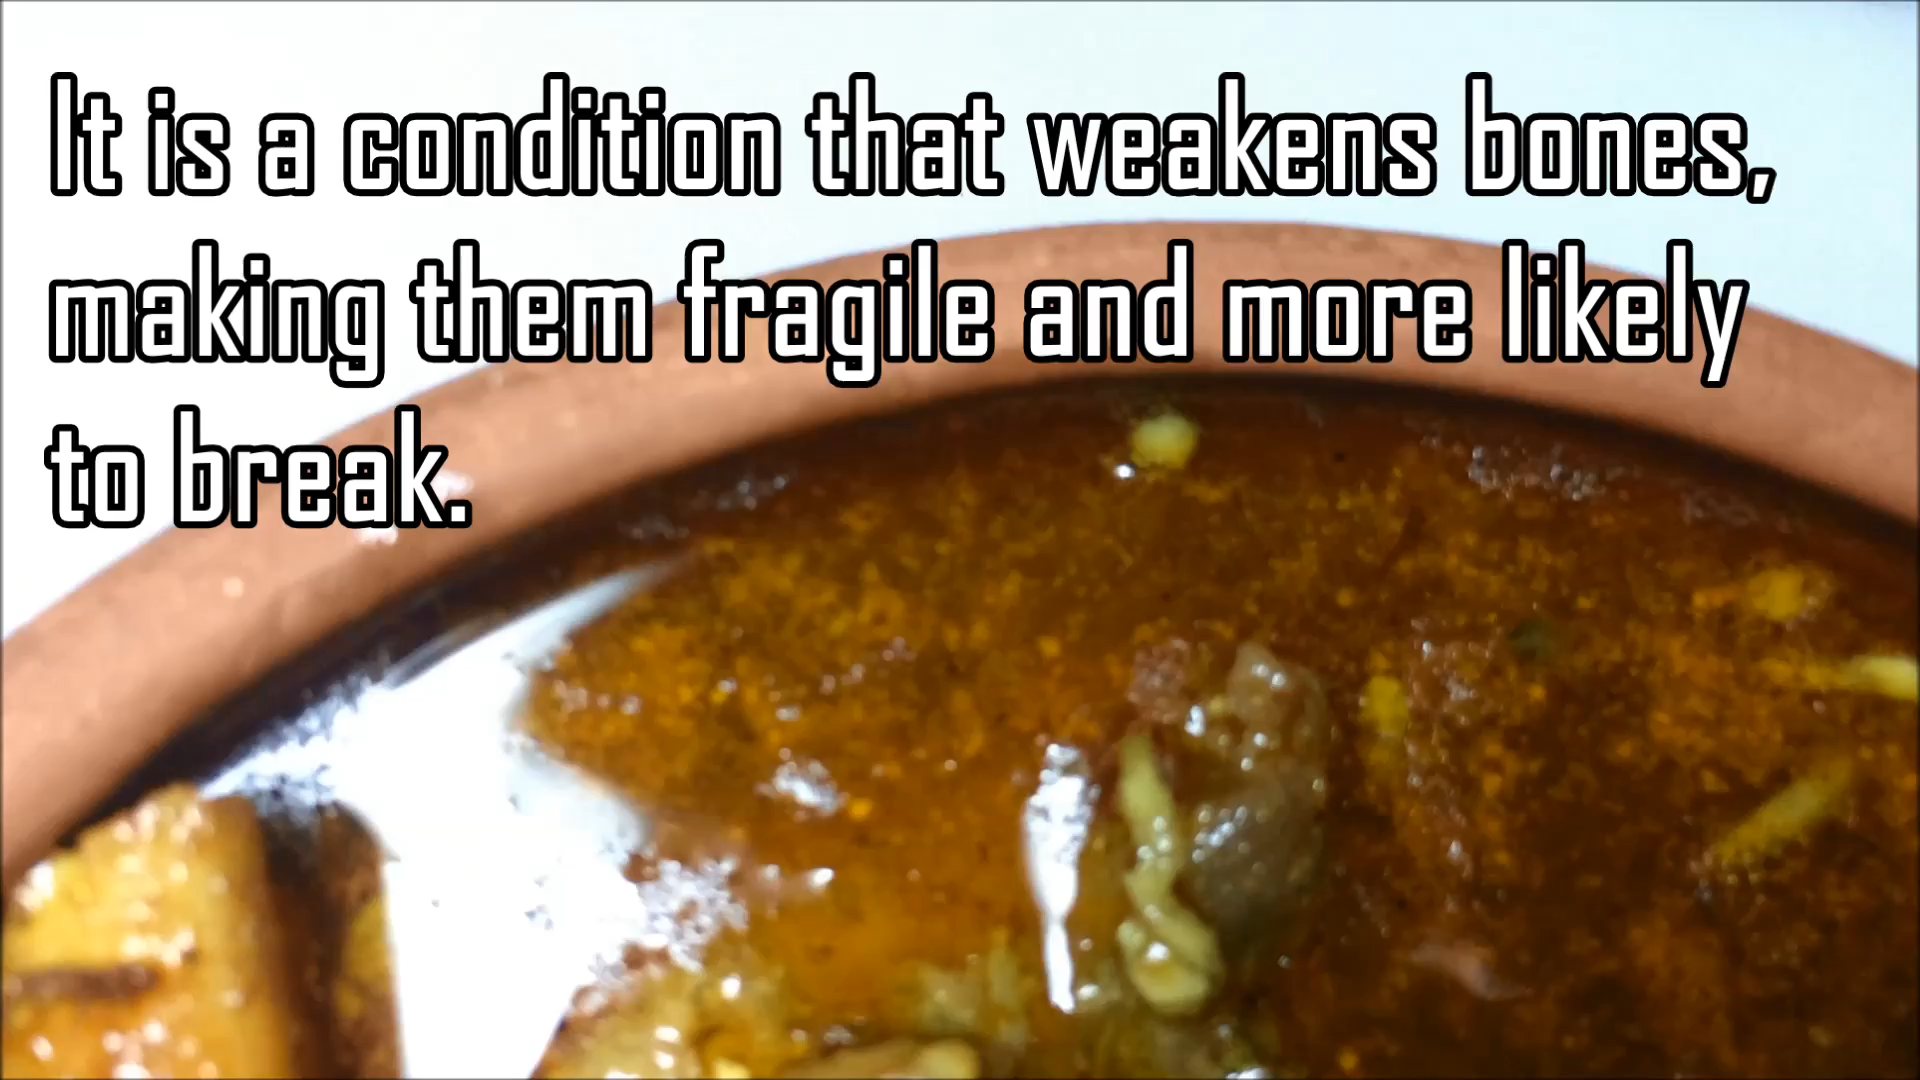 It is a condition that weakens bones,
making them fragile and more likely
to break.